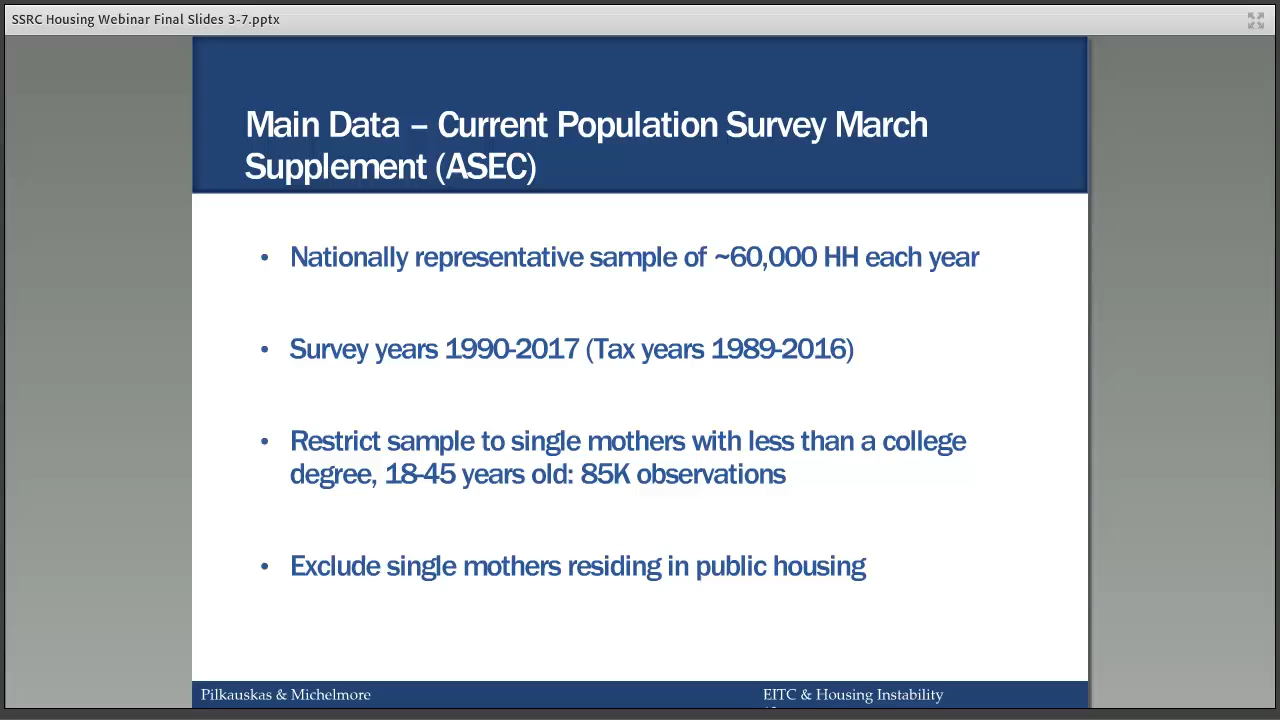 SSRC Housing Webinar Final Slides 3-7.pptx
Main Data – Current Population Survey March
Supplement (ASEC)
• Nationally representative sample of ~60,000 HH each year
• Survey years 1990-2017 (Tax years 1989-2016)
• Restrict sample to single mothers with less than a college
degree, 18-45 years old: 85K observations
• Exclude single mothers residing in public housing
Pilkauskas & Michelmore
EITC & Housing Instability